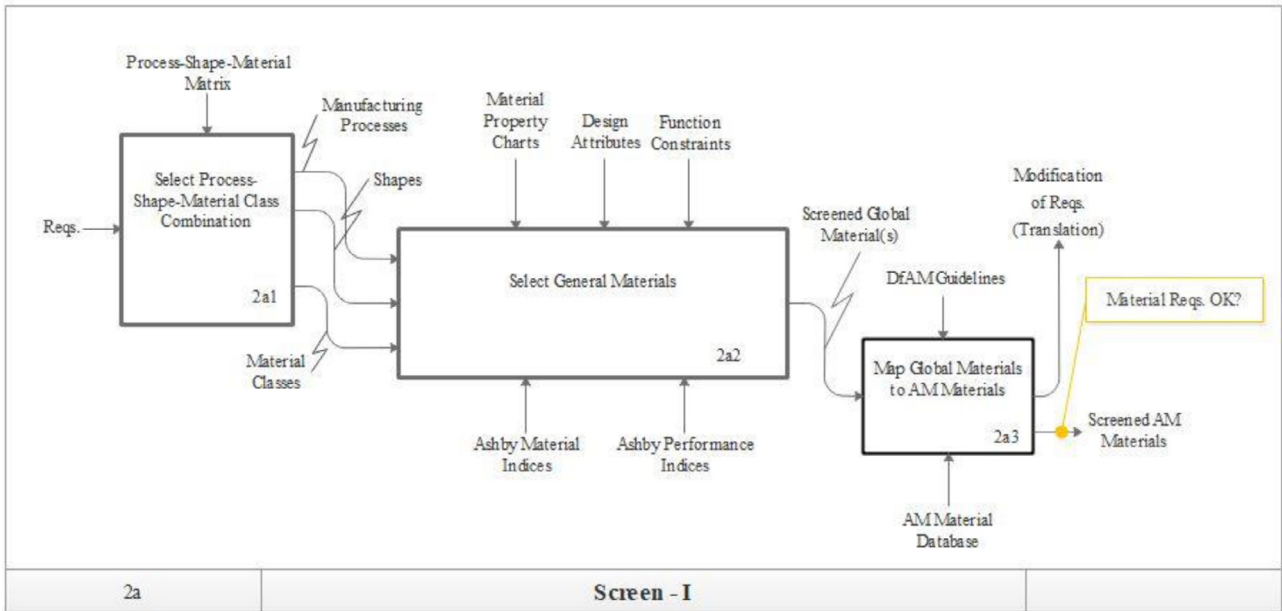 Process-Shape-Material
Matrix
Manufacturing
Processes
Material
Property
Charts
Design
Attributes
Function
Constraints
Select Process-
Shape-Material Class
Combination
Shapes
Modification
of Reqs.
(Translation)
Reqs.
Screened Global
Material(s)
Select General Materials
DfAM Guidelines
Material Reqs. OK?
2a1
2a2
Material
Classes
Map Global Materials
to AM Materials
2a3
Screened AM
Materials
Ashby Material
Indices
Ashby Performance
Indices
AM Material
Database
2a
Screen - I